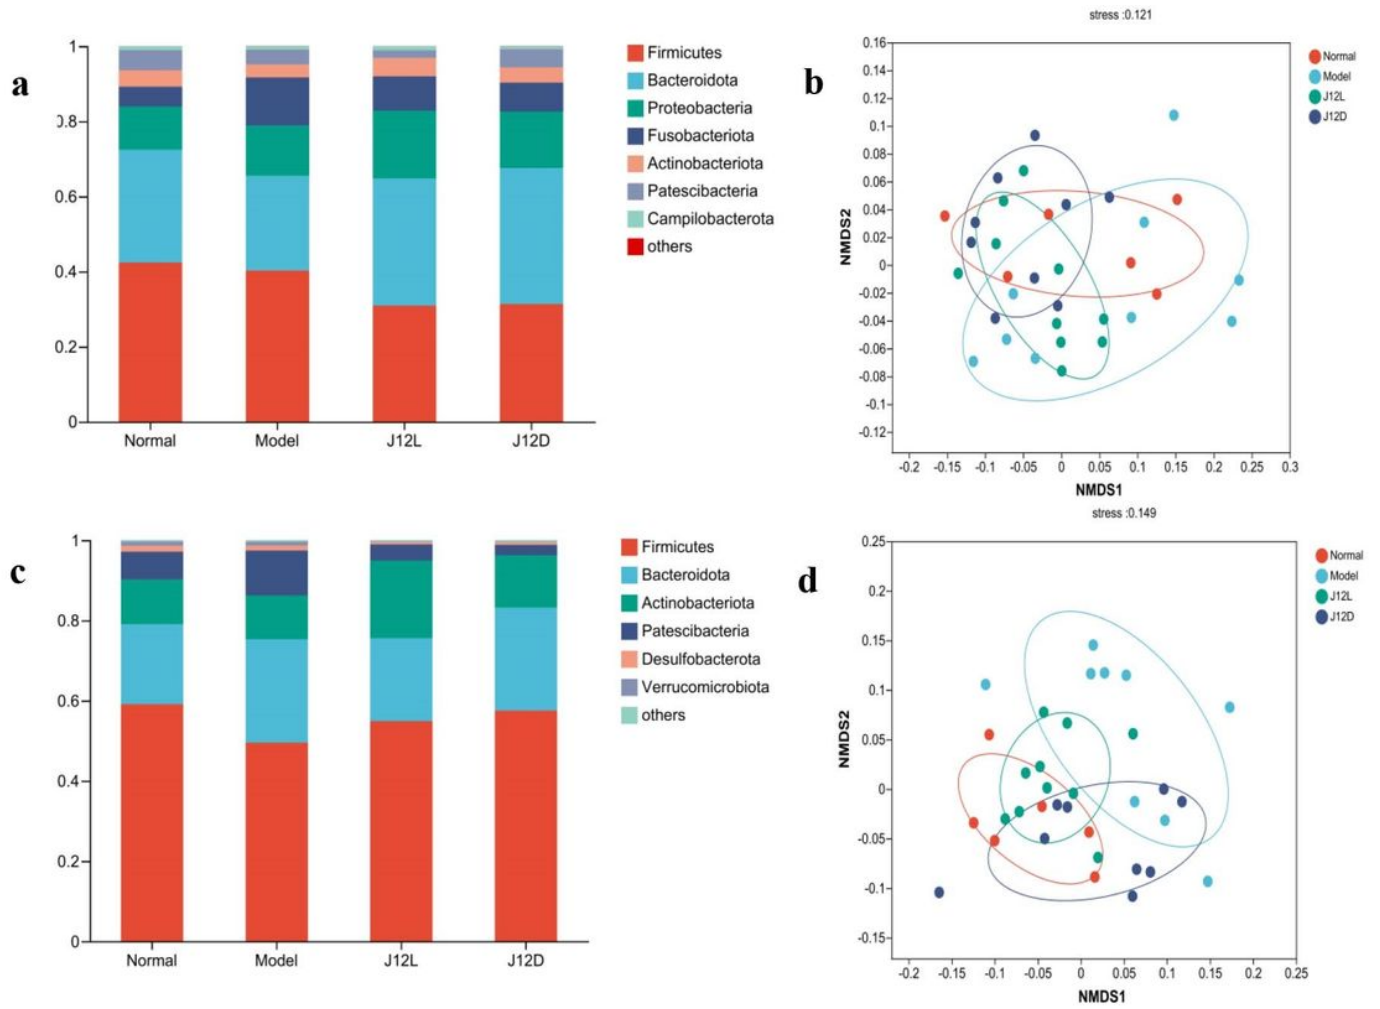 a
1
0.8
0.6
0.4
0.2
0
Normal Model J12L J12D
Firmicutes
Bacteroidota
Proteobacteria
Fusobacteriota
Actinobacteriota
Patescibacteria
Campilobacterota
others
b
stress :0.121
0.16
0.14
0.12
0.1
0.08
0.06
0.04
0.02
0
-0.02
-0.04
-0.06
-0.08
-0.1
-0.12
NMDS2
-0.2 -0.15 -0.1 -0.05 0 0.05 0.1 0.15 0.2 0.25 0.3
NMDS1
Normal
Model
J12L
J12D
c
1
0.8
0.6
0.4
0.2
0
Normal Model J12L J12D
Firmicutes
Bacteroidota
Actinobacteriota
Patescibacteria
Desulfobacterota
Verrucomicrobiota
others
d
stress :0.149
0.25
0.2
0.15
0.1
0.05
0
-0.05
-0.1
-0.15
NMDS2
-0.2 -0.15 -0.1 -0.05 0 0.05 0.1 0.15 0.2 0.25
NMDS1
Normal
Model
J12L
J12D